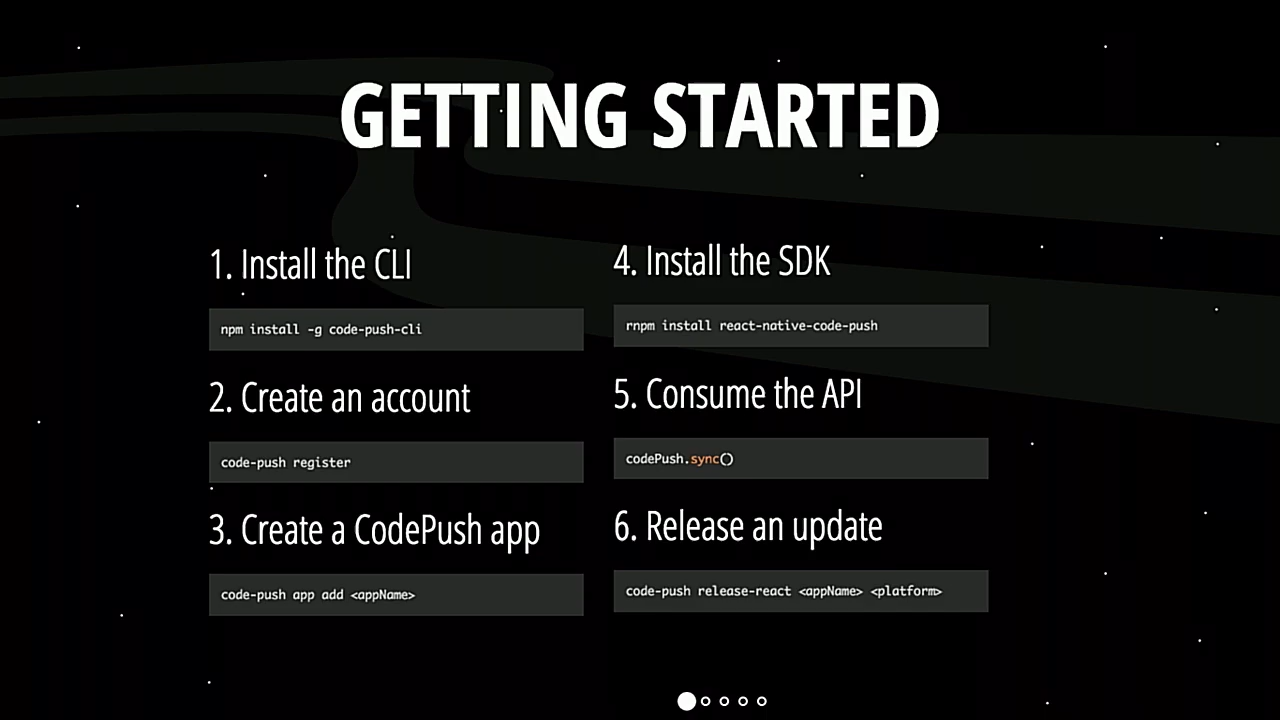 GETTING STARTED
1. Install the CLI
npm install -g code-push-cli
2. Create an account
code-push register
3. Create a CodePush app
code-push app add <appName>
4. Install the SDK
rnpm install react-native-code-push
5. Consume the API
codePush.sync()
6. Release an update
code-push release-react <appName> <platform>